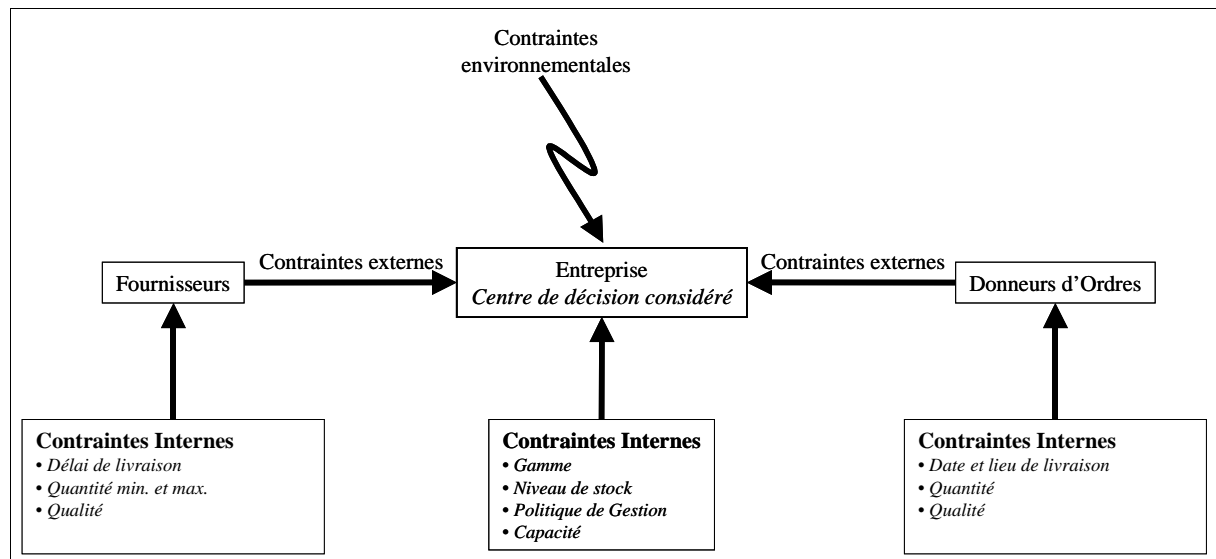 Contraintes
environnementales
Fournisseurs
Contraintes externes
Entreprise
Centre de décision considéré
Contraintes externes
Donneurs d'Ordres
Contraintes Internes
• Délai de livraison
• Quantité min. et max.
• Qualité
Contraintes Internes
• Gamme
• Niveau de stock
• Politique de Gestion
• Capacité
Contraintes Internes
• Date et lieu de livraison
• Quantité
• Qualité